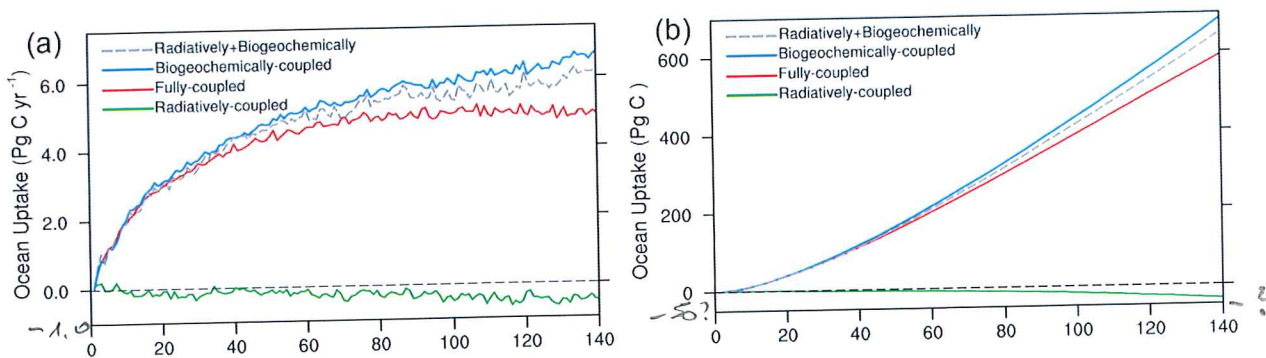 (a)
Radiatively+Biogeochemically
Biogeochemically-coupled
Fully-coupled
Radiatively-coupled
Ocean Uptake (Pg C yr⁻¹)
6.0
4.0
2.0
0.0
-1.0
0 20 40 60 80 100 120 140
(b)
Radiatively+Biogeochemically
Biogeochemically-coupled
Fully-coupled
Radiatively-coupled
Ocean Uptake (Pg C )
600
400
200
0
0 20 40 60 80 100 120 140